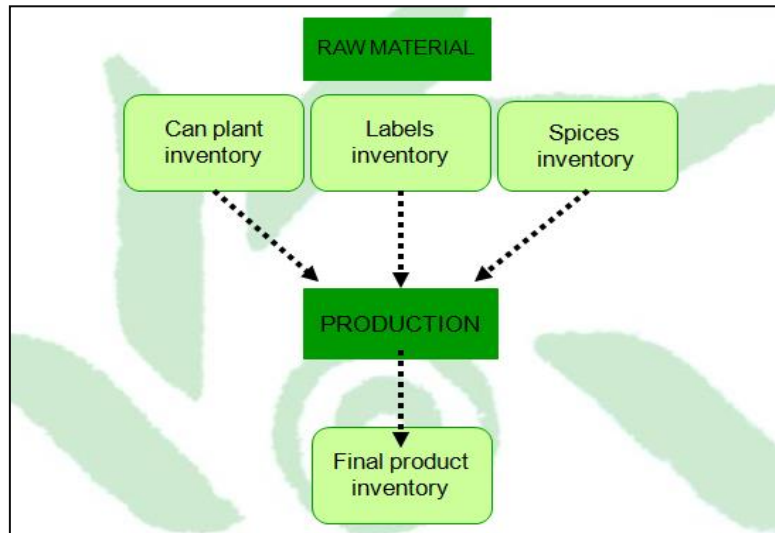 RAW MATERIAL
Can plant
inventory
Labels
inventory
Spices
inventory
PRODUCTION
Final product
inventory